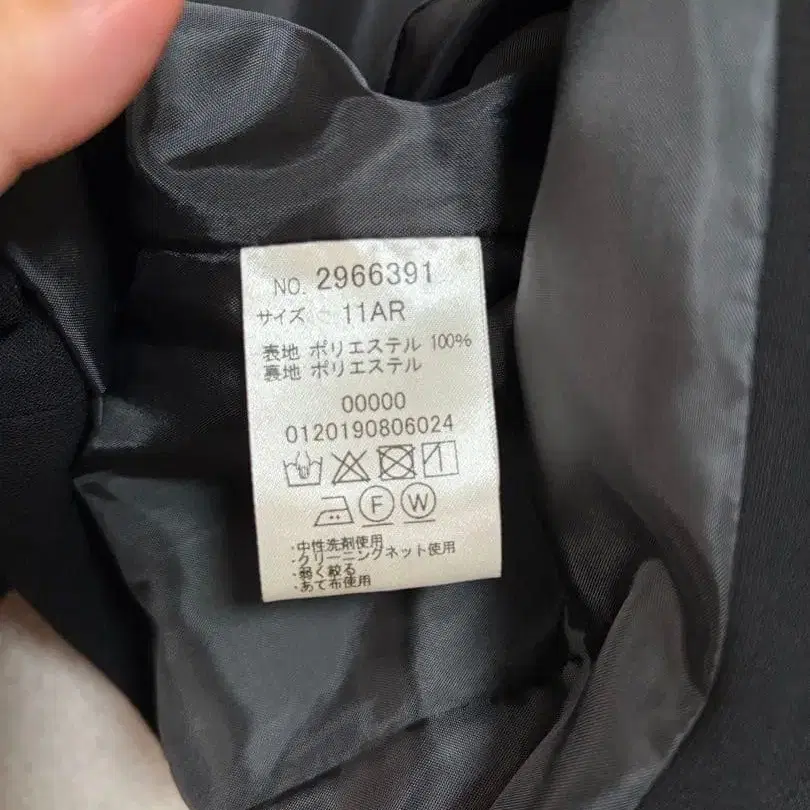 NO. 2966391
サイズ 11AR
表地 ポリエステル 100%
裏地 ポリエステル
00000
0120190806024
F W
・中性洗剤使用
・クリーニングネット使用
・弱く絞る
・あて布使用